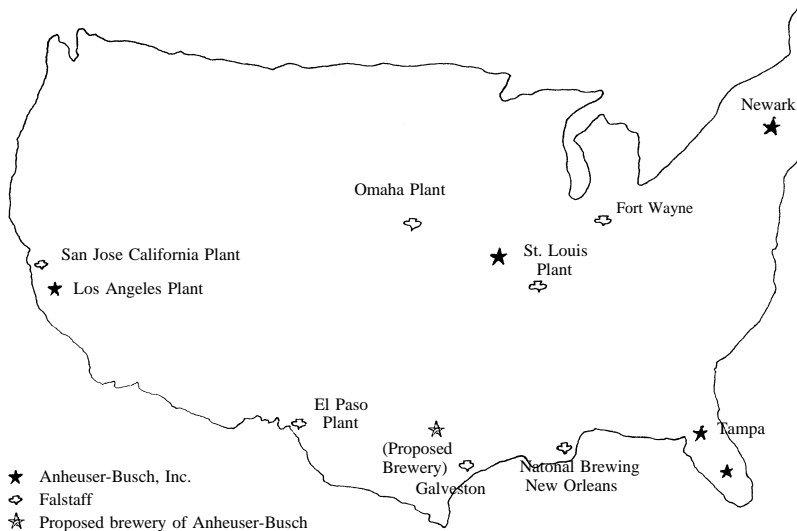 Newark
Omaha Plant
Fort Wayne
San Jose California Plant
St. Louis
Plant
Los Angeles Plant
El Paso
Plant
Tampa
(Proposed
Brewery)
Galveston
Natonal Brewing
New Orleans
Anheuser-Busch, Inc.
Falstaff
Proposed brewery of Anheuser-Busch